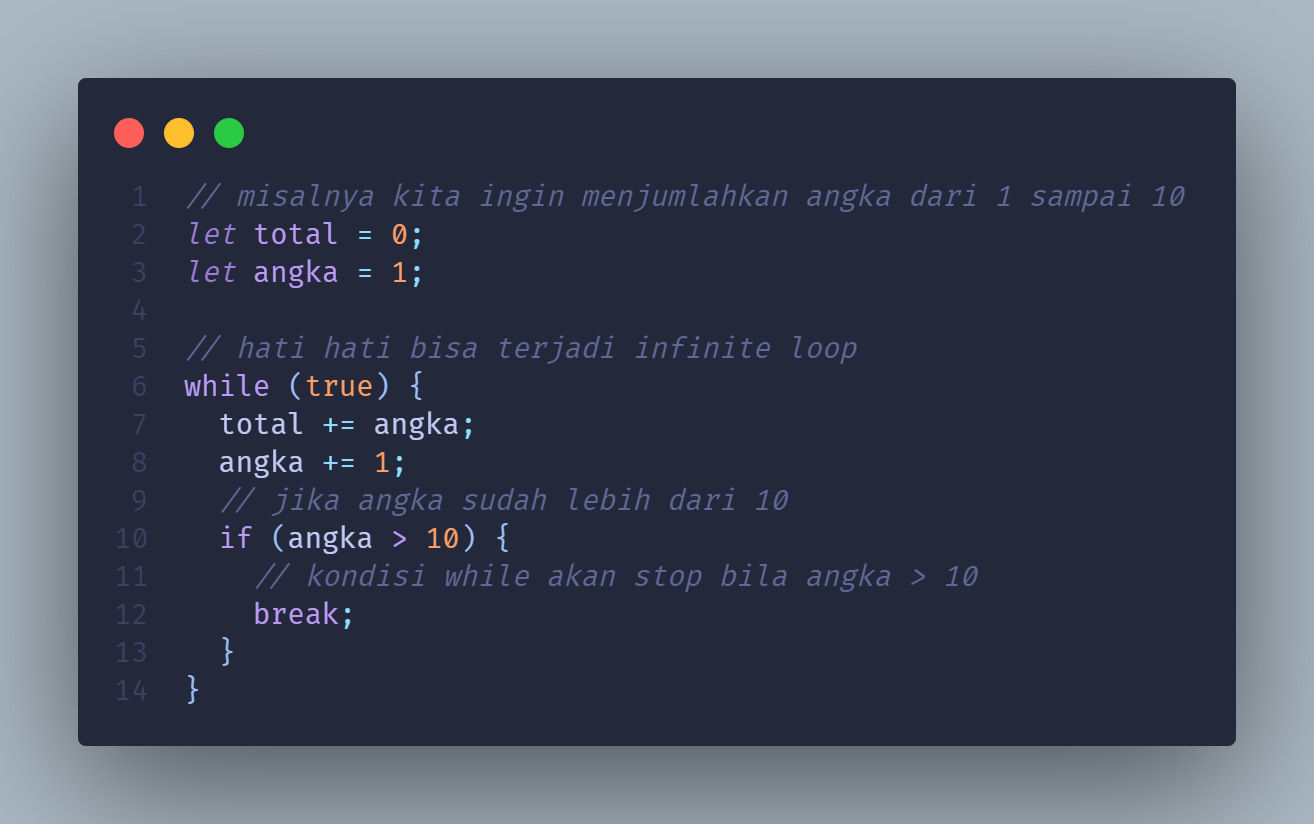 1 // misalnya kita ingin menjumlahkan angka dari 1 sampai 10
2 let total = 0;
3 let angka = 1;
4
5 // hati hati bisa terjadi infinite loop
6 while (true) {
7   total += angka;
8   angka += 1;
9   // jika angka sudah lebih dari 10
10   if (angka > 10) {
11     // kondisi while akan stop bila angka > 10
12     break;
13   }
14 }